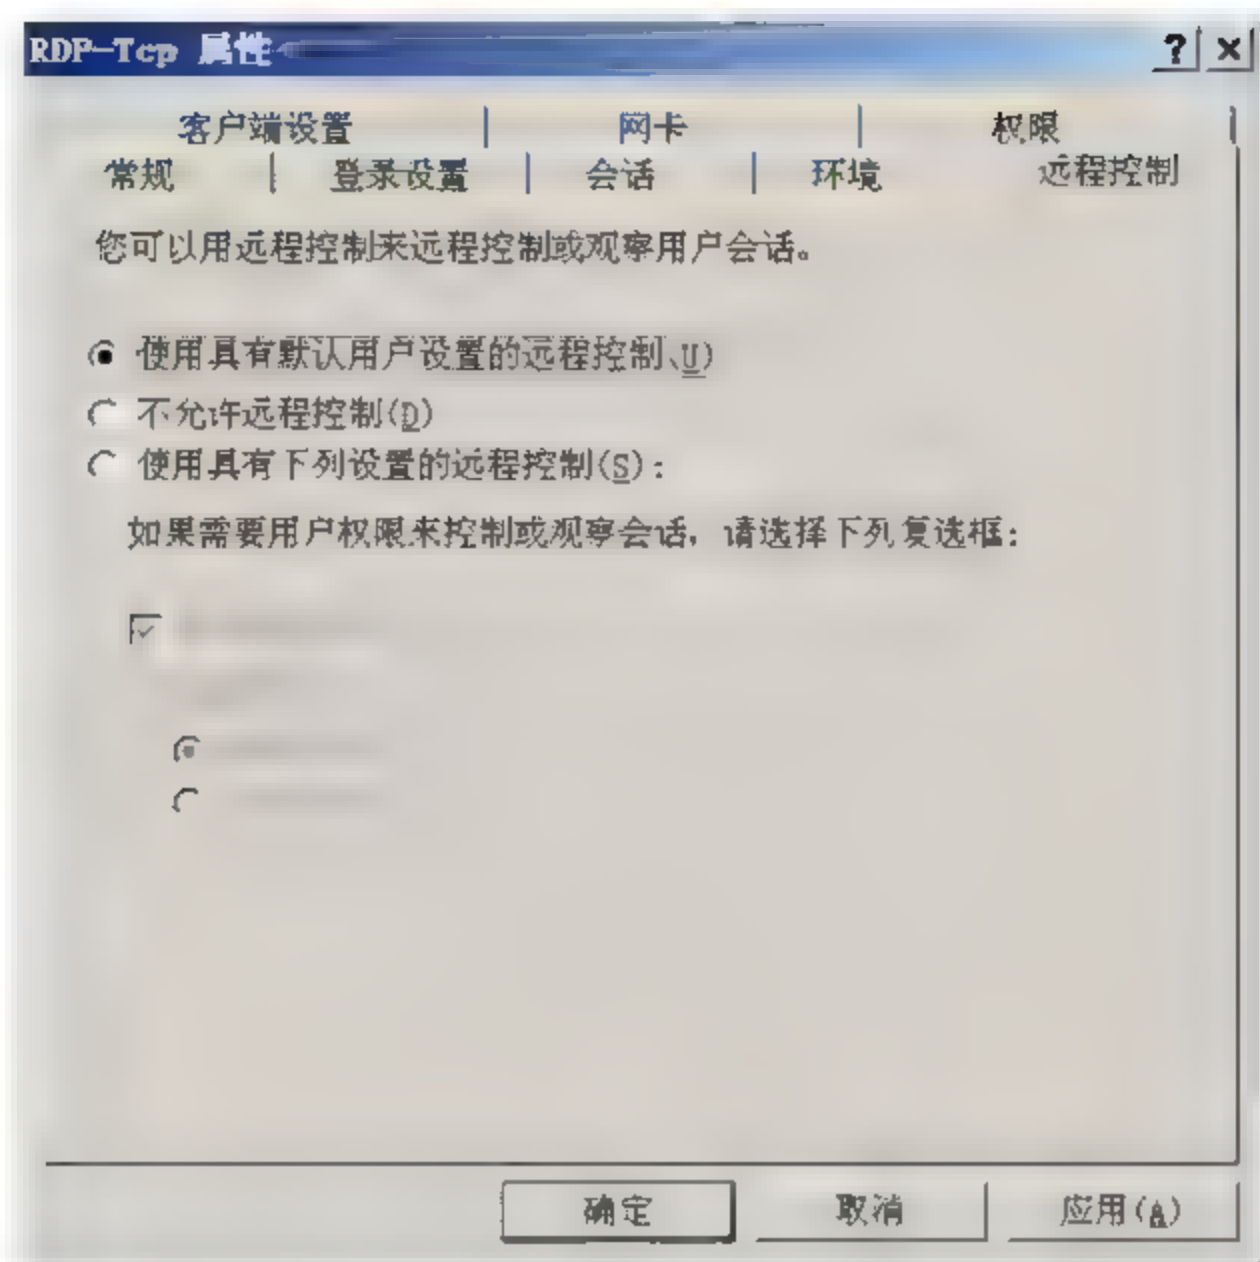 RDP-Tcp 属性
? ×
客户端设置 网卡 权限
常规 登录设置 会话 环境 远程控制
您可以用远程控制来远程控制或观察用户会话。
使用具有默认用户设置的远程控制(U)
不允许远程控制(D)
使用具有下列设置的远程控制(S):
如果需要用户权限来控制或观察会话，请选择下列复选框:
确定 取消 应用(A)